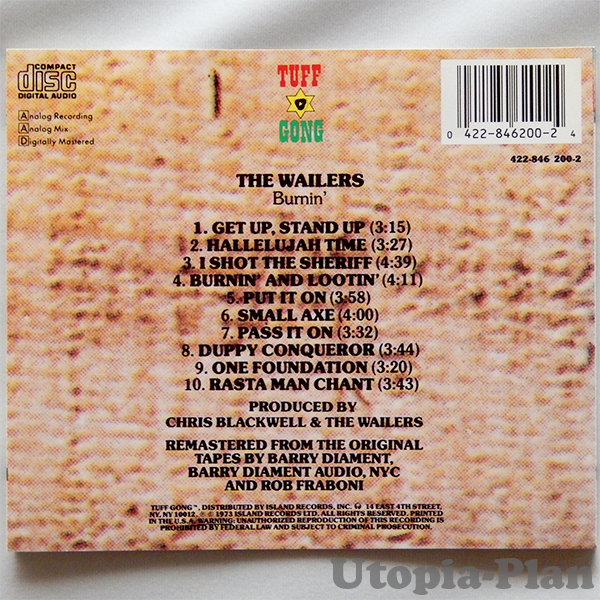 COMPACT
disc
DIGITAL AUDIO
Analog Recording
Analog Mix
Digitally Mastered
TUFF
GONG
0 422-846200-2 4
422-846 200-2
THE WAILERS
Burnin'
1. GET UP, STAND UP (3:15)
2. HALLELUJAH TIME (3:27)
3. I SHOT THE SHERIFF (4:39)
4. BURNIN' AND LOOTIN' (4:11)
5. PUT IT ON (3:58)
6. SMALL AXE (4:00)
7. PASS IT ON (3:32)
8. DUPPY CONQUEROR (3:44)
9. ONE FOUNDATION (3:20)
10. RASTA MAN CHANT (3:43)
PRODUCED BY
CHRIS BLACKWELL & THE WAILERS
REMASTERED FROM THE ORIGINAL
TAPES BY BARRY DIAMENT,
BARRY DIAMENT AUDIO, NYC
AND ROB FRABONI
TUFF GONG™, DISTRIBUTED BY ISLAND RECORDS, INC. 14 EAST 4TH STREET,
NY, NY 10012. ℗ © 1973 ISLAND RECORDS LTD. ALL RIGHTS RESERVED. PRINTED
IN THE U.S.A. WARNING: UNAUTHORIZED REPRODUCTION OF THIS RECORDING IS
PROHIBITED BY FEDERAL LAW AND SUBJECT TO CRIMINAL PROSECUTION.
Utopia-Plan